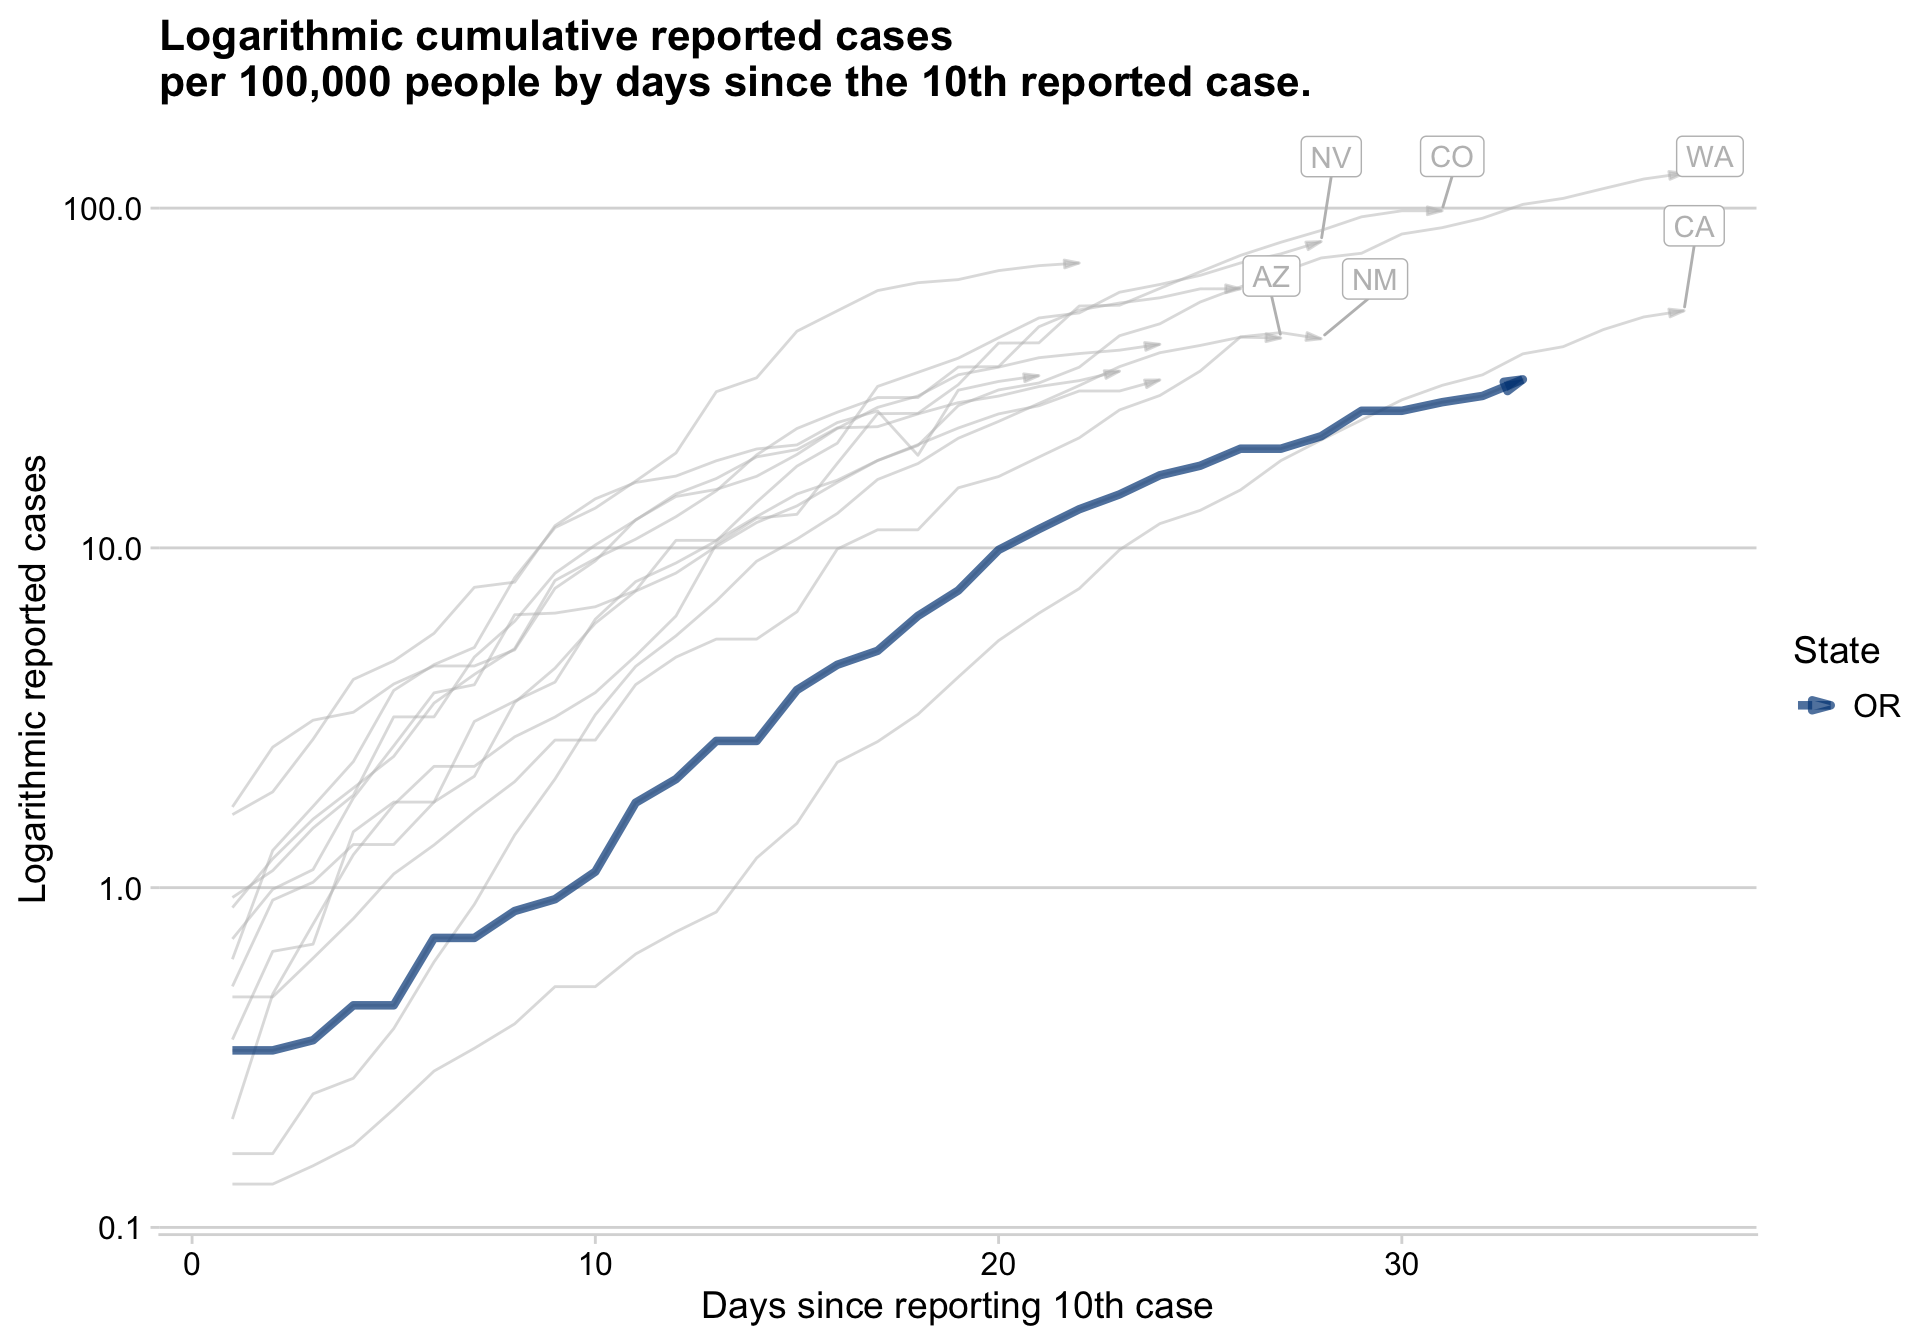 Logarithmic cumulative reported cases
per 100,000 people by days since the 10th reported case.
NV
CO
WA
CA
AZ
NM
100.0
10.0
1.0
0.1
Logarithmic reported cases
0
10
20
30
Days since reporting 10th case
State
OR